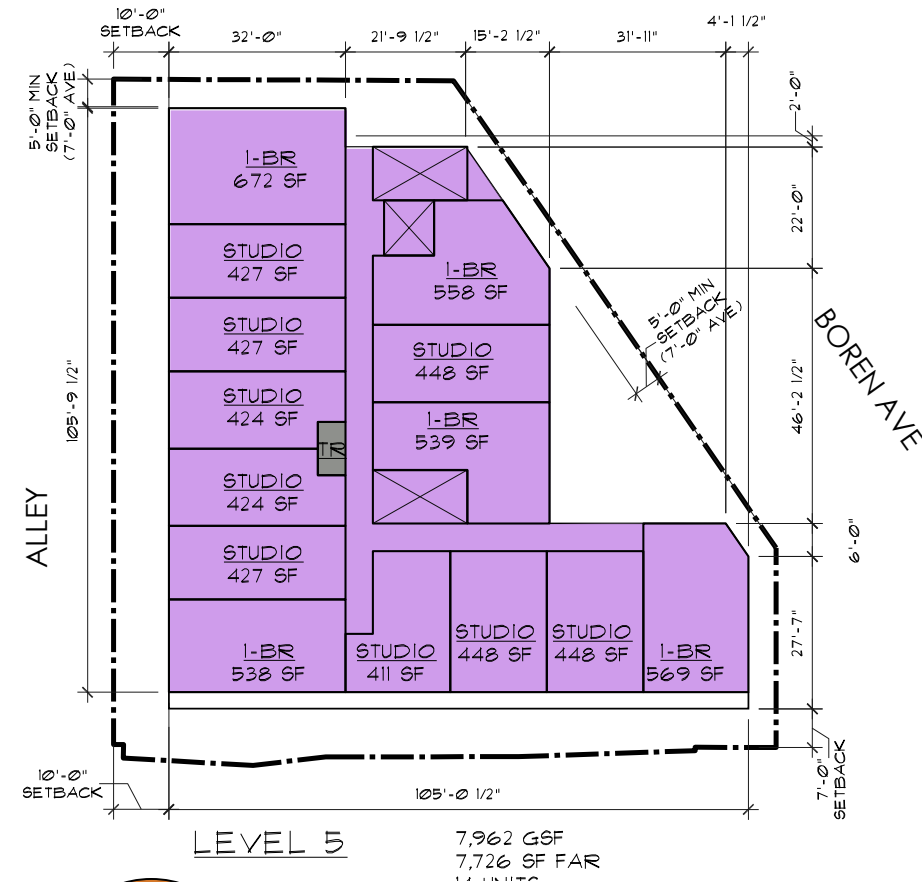 10'-0"
SETBACK
32'-0"
21'-9 1/2"
15'-2 1/2"
31'-11"
4'-1 1/2"
5'-0" MIN
SETBACK
(7'-0" AVE)
2'-0"
22'-0"
46'-2 1/2"
6'-0"
27'-7"
7'-0"
SETBACK
5'-0" MIN
SETBACK
(7'-0" AVE)
BOREN AVE
105'-9 1/2"
ALLEY
1-BR
672 SF
STUDIO
427 SF
STUDIO
427 SF
STUDIO
424 SF
TR
STUDIO
424 SF
STUDIO
427 SF
1-BR
538 SF
1-BR
558 SF
STUDIO
448 SF
1-BR
539 SF
STUDIO
411 SF
STUDIO
448 SF
STUDIO
448 SF
1-BR
569 SF
10'-0"
SETBACK
105'-0 1/2"
LEVEL 5
7,962 GSF
7,726 SF FAR
14 UNITS